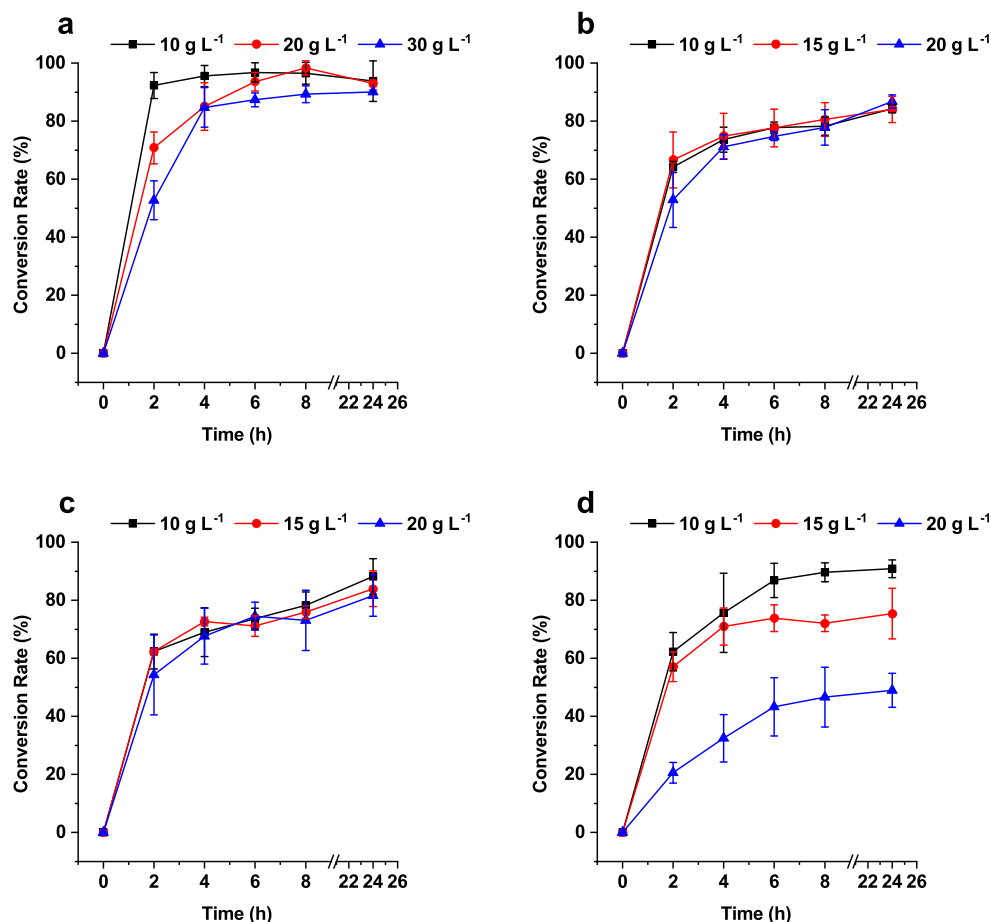 a
10 g L⁻¹ 20 g L⁻¹ 30 g L⁻¹
Conversion Rate (%)
100
80
60
40
20
0
0 2 4 6 8 22 24 26
Time (h)
b
10 g L⁻¹ 15 g L⁻¹ 20 g L⁻¹
Conversion Rate (%)
100
80
60
40
20
0
0 2 4 6 8 22 24 26
Time (h)
c
10 g L⁻¹ 15 g L⁻¹ 20 g L⁻¹
Conversion Rate (%)
100
80
60
40
20
0
0 2 4 6 8 22 24 26
Time (h)
d
10 g L⁻¹ 15 g L⁻¹ 20 g L⁻¹
Conversion Rate (%)
100
80
60
40
20
0
0 2 4 6 8 22 24 26
Time (h)